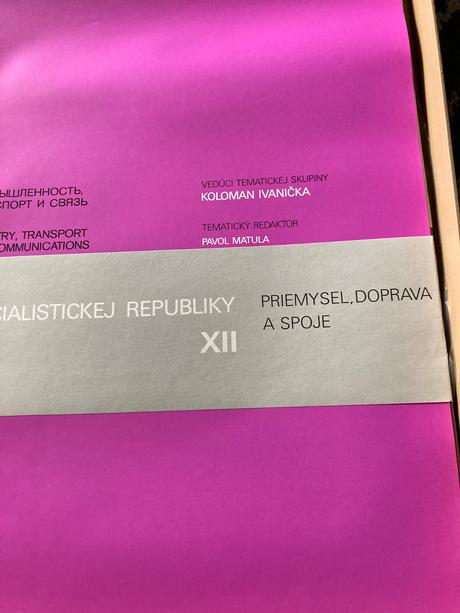 ЫШЛЕННОСТЬ,
СПОРТ И СВЯЗЬ
TRY, TRANSPORT
OMMUNICATIONS
VEDÚCI TEMATICKEJ SKUPINY
KOLOMAN IVANIČKA
TEMATICKÝ REDAKTOR
PAVOL MATULA
CIALISTICKEJ REPUBLIKY
XII
PRIEMYSEL, DOPRAVA
A SPOJE